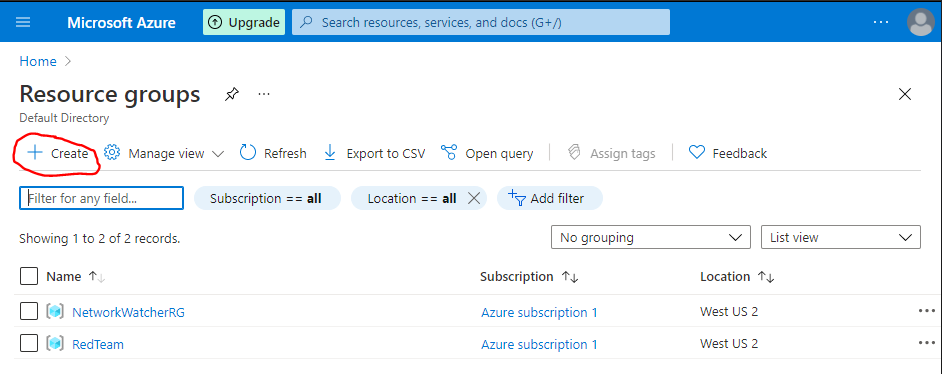 Microsoft Azure Upgrade Search resources, services, and docs (G+/) ...
Home >
Resource groups ...
Default Directory
+ Create Manage view Refresh Export to CSV Open query Assign tags Feedback
Filter for any field... Subscription == all Location == all Add filter
Showing 1 to 2 of 2 records. No grouping List view
Name ↑↓ Subscription ↑↓ Location ↑↓
NetworkWatcherRG Azure subscription 1 West US 2 ...
RedTeam Azure subscription 1 West US 2 ...